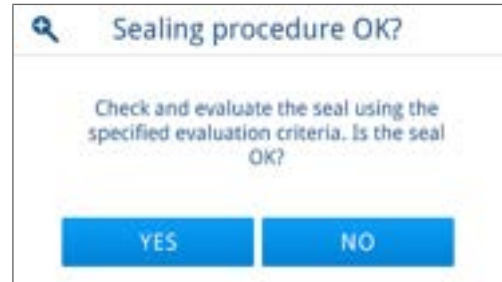 Sealing procedure OK?
Check and evaluate the seal using the
specified evaluation criteria. Is the seal
OK?
YES NO